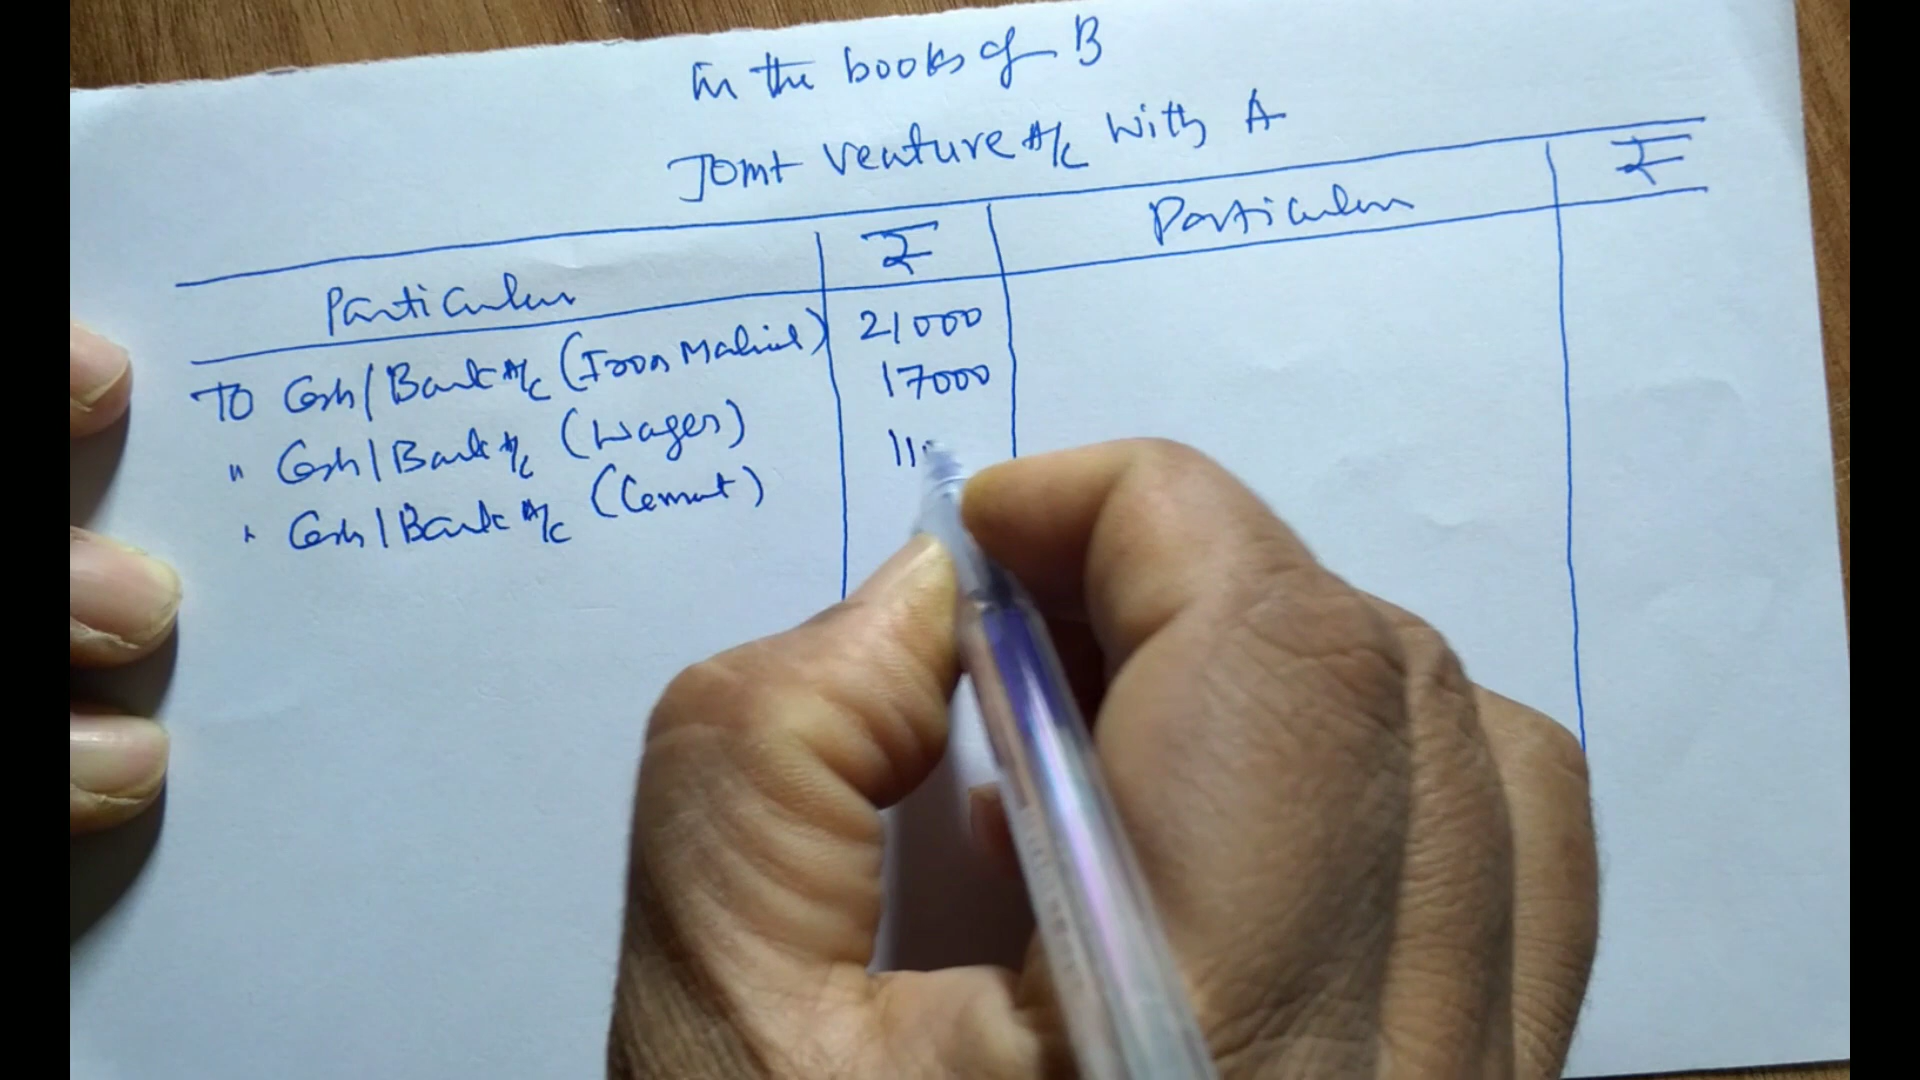 In the books of B
Joint Venture A/c With A
Particulars ₹ Particulars ₹
To Cash/Bank A/c (Iron Material) 21000
" Cash/Bank A/c (Wages) 17000
" Cash/Bank A/c (Cement) 11